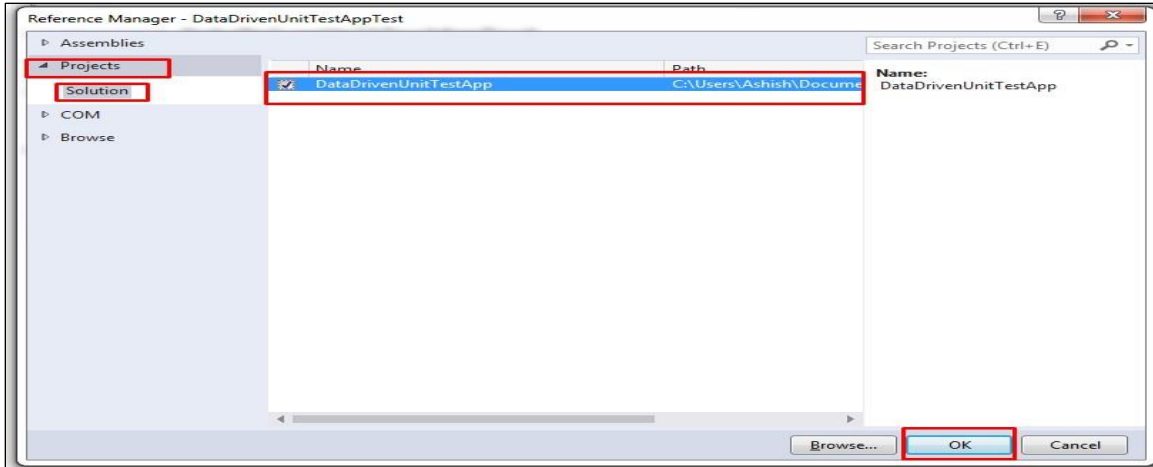 Reference Manager - DataDrivenUnitTestAppTest
Assemblies
Search Projects (Ctrl+E)
Projects
Solution
COM
Browse
Name Path
DataDrivenUnitTestApp C:\Users\Ashish\Docume
Name:
DataDrivenUnitTestApp
Browse... OK Cancel